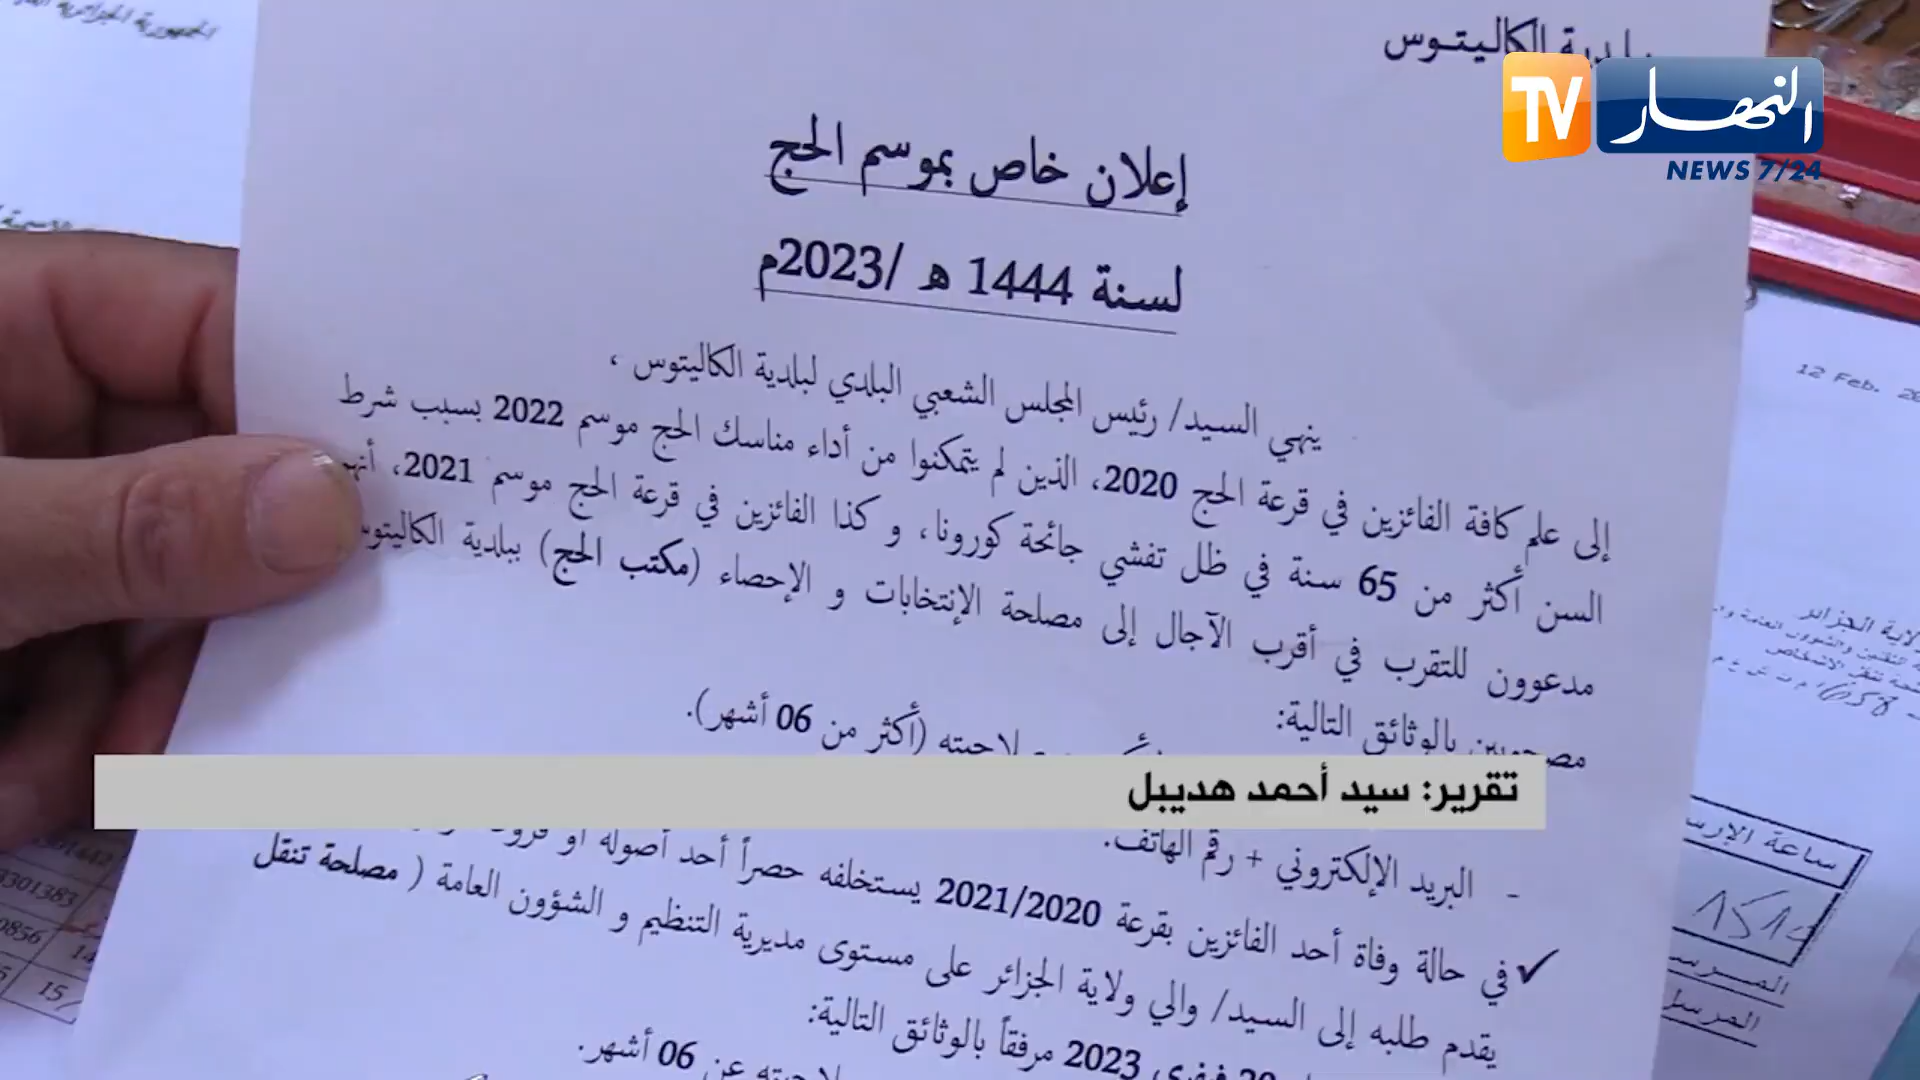 بلدية الكاليتوس
TV النهار
NEWS 7/24
إعلان خاص بموسم الحج
لسنة 1444 هـ /2023م
ينهي السيد/ رئيس المجلس الشعبي البلدي لبلدية الكاليتوس ،
إلى علم كافة الفائزين في قرعة الحج 2020، الذين لم يتمكنوا من أداء مناسك الحج موسم 2022 بسبب شرط
السن أكثر من 65 سنة في ظل تفشي جائحة كورونا، و كذا الفائزين في قرعة الحج موسم 2021، أنهم
مدعوون للتقرب في أقرب الآجال إلى مصلحة الإنتخابات و الإحصاء (مكتب الحج) ببلدية الكاليتوس
مصحوبين بالوثائق التالية:
(أكثر من 06 أشهر).
تقرير: سيد أحمد هديبل
- البريد الإلكتروني + رقم الهاتف.
✓ في حالة وفاة أحد الفائزين بقرعة 2021/2020 يستخلفه حصراً أحد أصوله أو
يقدم طلبه إلى السيد/ والي ولاية الجزائر على مستوى مديرية التنظيم و الشؤون العامة ( مصلحة تنقل
20 فيفري 2023 مرفقاً بالوثائق التالية:
عن 06 أشهر.
12 Feb.
ساعة الإرس